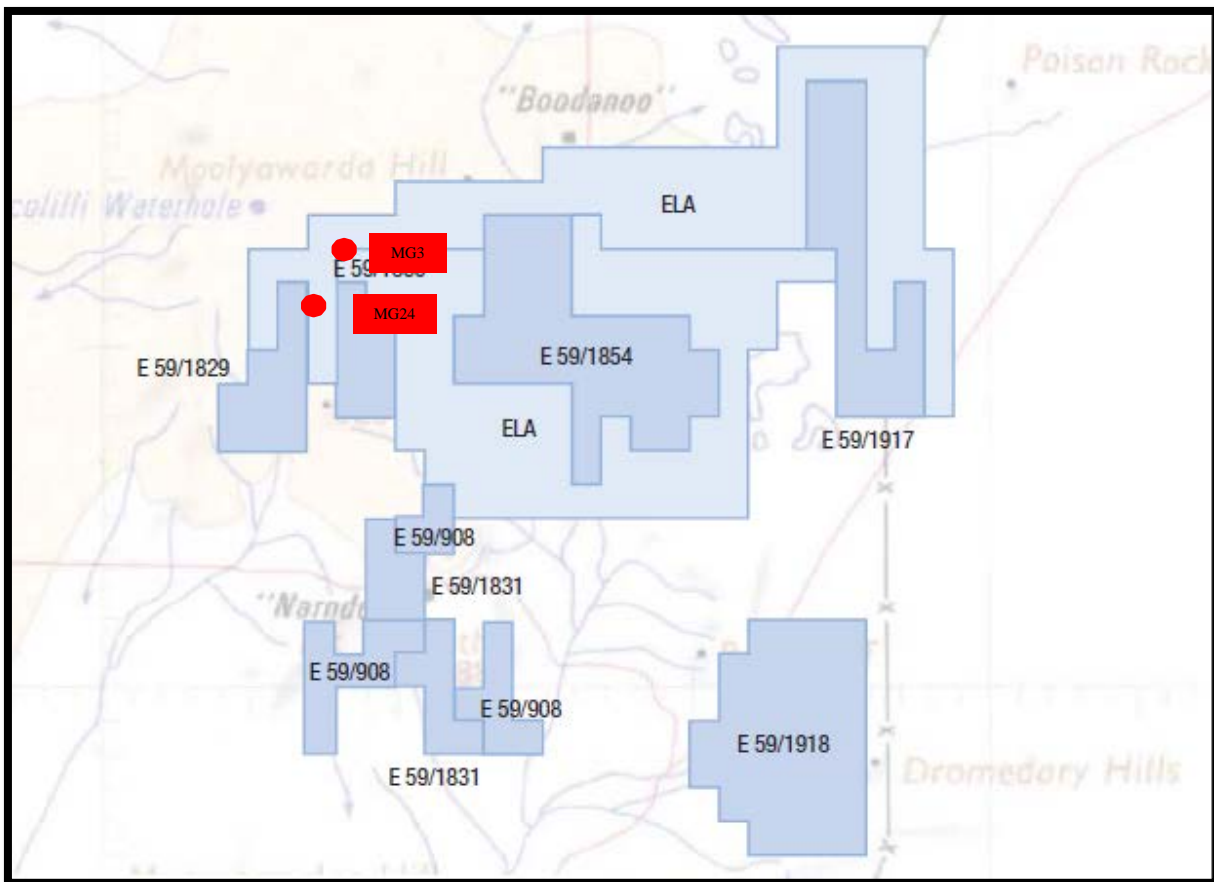 Poison Rock
"Boodanoo"
Moolyawarda Hill
Waterhole
ELA
MG3
MG24
E 59/1854
E 59/1829
ELA
E 59/1917
E 59/908
E 59/1831
E 59/908
E 59/908
E 59/1918
E 59/1831
Dromedary Hills